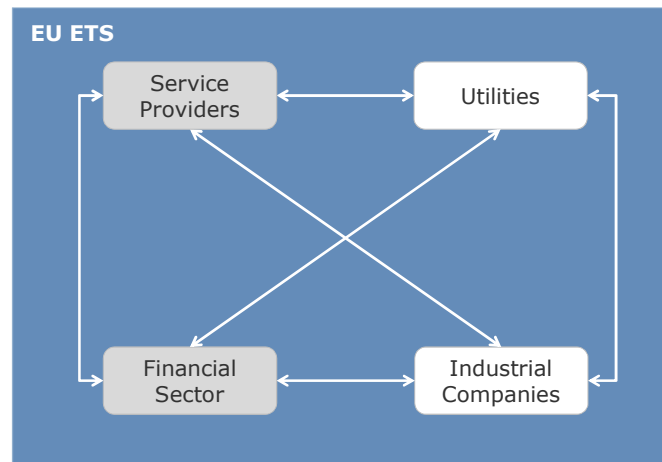 EU ETS
Service
Providers
Utilities
Financial
Sector
Industrial
Companies